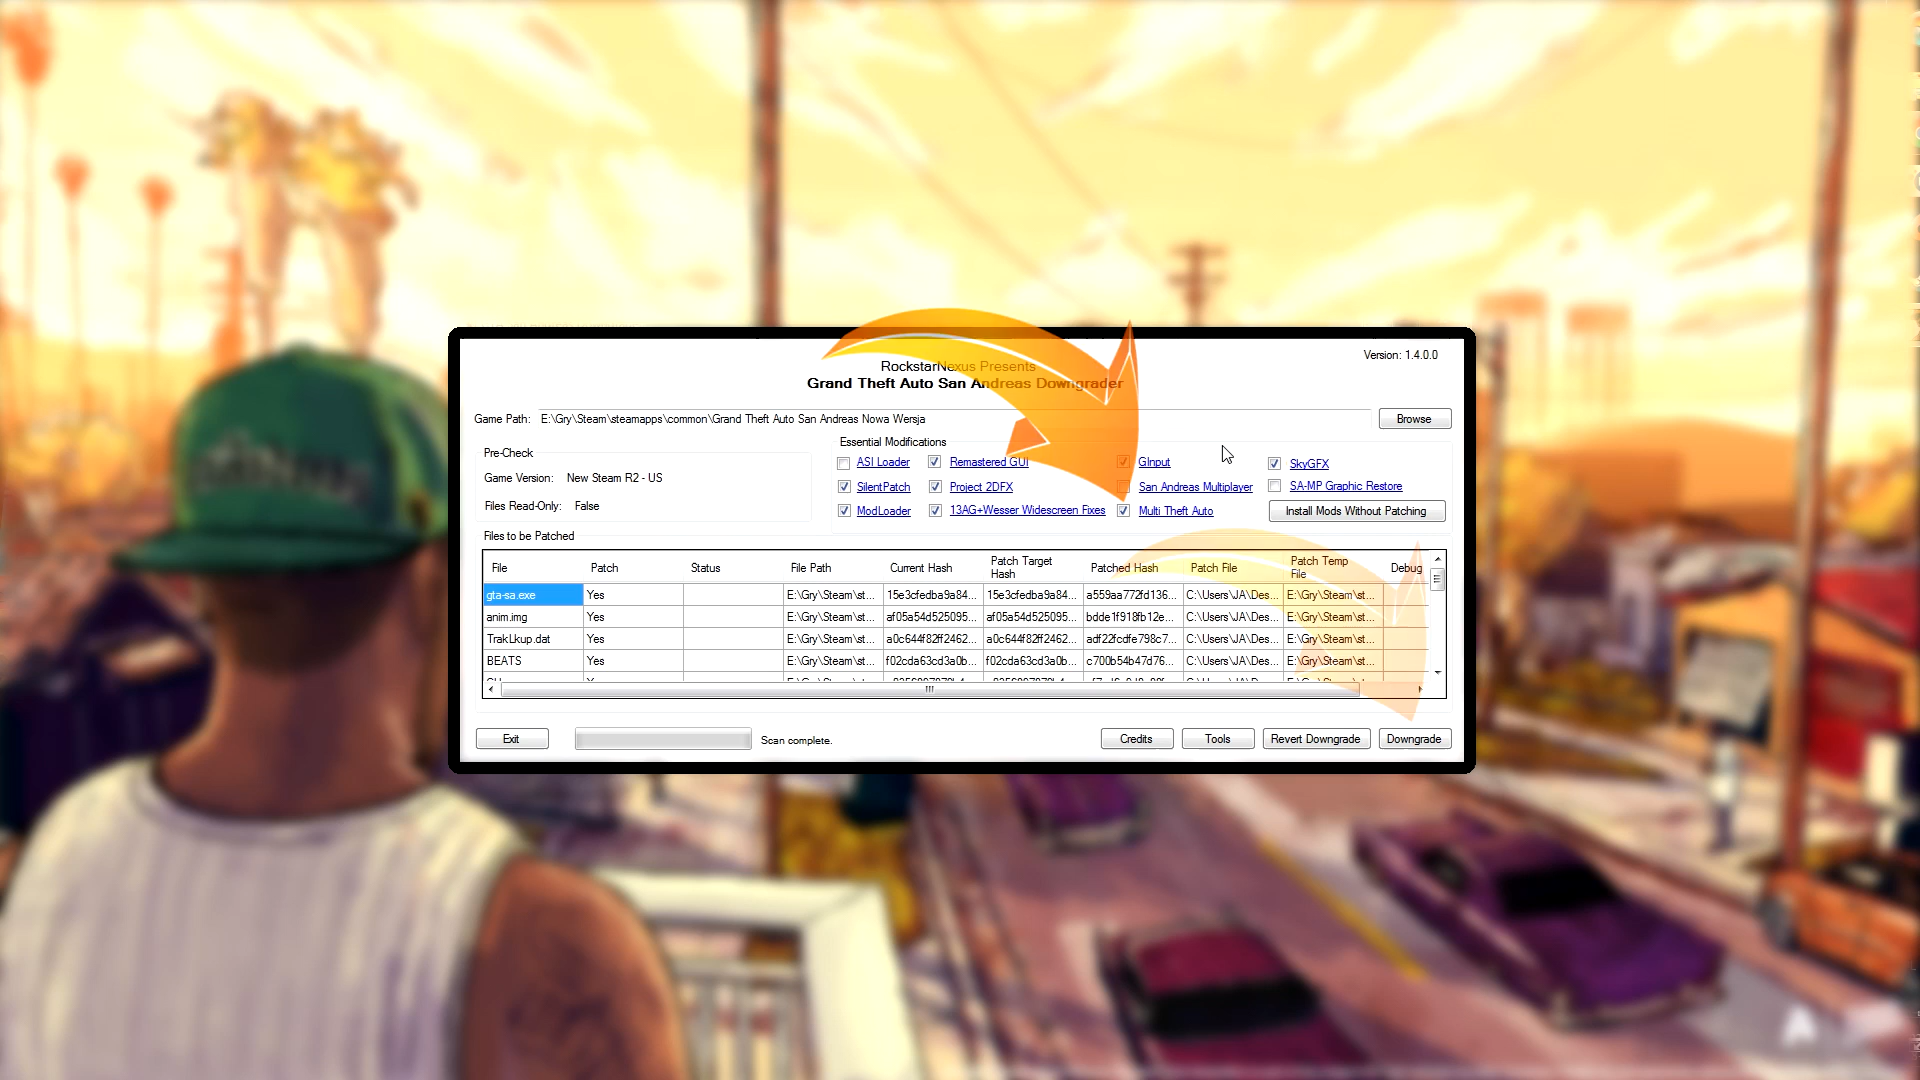 Version: 1.4.0.0
RockstarNexus Presents
Grand Theft Auto San Andreas Downgrader
Game Path: E:\Gry\Steam\steamapps\common\Grand Theft Auto San Andreas Nowa Wersja Browse
Pre-Check
Game Version: New Steam R2 - US
Files Read-Only: False
Essential Modifications
ASI Loader Remastered GUI GInput SkyGFX
SilentPatch Project 2DFX San Andreas Multiplayer SA-MP Graphic Restore
ModLoader 13AG+Wesser Widescreen Fixes Multi Theft Auto Install Mods Without Patching
Files to be Patched
File Patch Status File Path Current Hash Patch Target Hash Patched Hash Patch File Patch Temp File Debug
gta-sa.exe Yes E:\Gry\Steam\st... 15e3cfedba9a84... 15e3cfedba9a84... a559aa772fd136... C:\Users\JA\Des... E:\Gry\Steam\st...
anim.img Yes E:\Gry\Steam\st... af05a54d525095... af05a54d525095... bdde1f918fb12e... C:\Users\JA\Des... E:\Gry\Steam\st...
TrakLkup.dat Yes E:\Gry\Steam\st... a0c644f82ff2462... a0c644f82ff2462... adf22fcdfe798c7... C:\Users\JA\Des... E:\Gry\Steam\st...
BEATS Yes E:\Gry\Steam\st... f02cda63cd3a0b... f02cda63cd3a0b... c700b54b47d76... C:\Users\JA\Des... E:\Gry\Steam\st...
Exit Scan complete. Credits Tools Revert Downgrade Downgrade